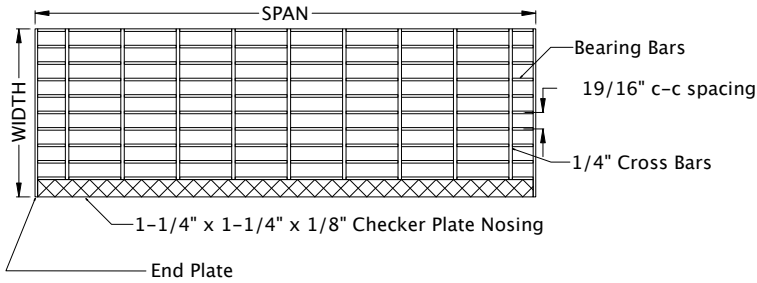 SPAN
WIDTH
Bearing Bars
19/16" c-c spacing
1/4" Cross Bars
1-1/4" x 1-1/4" x 1/8" Checker Plate Nosing
End Plate